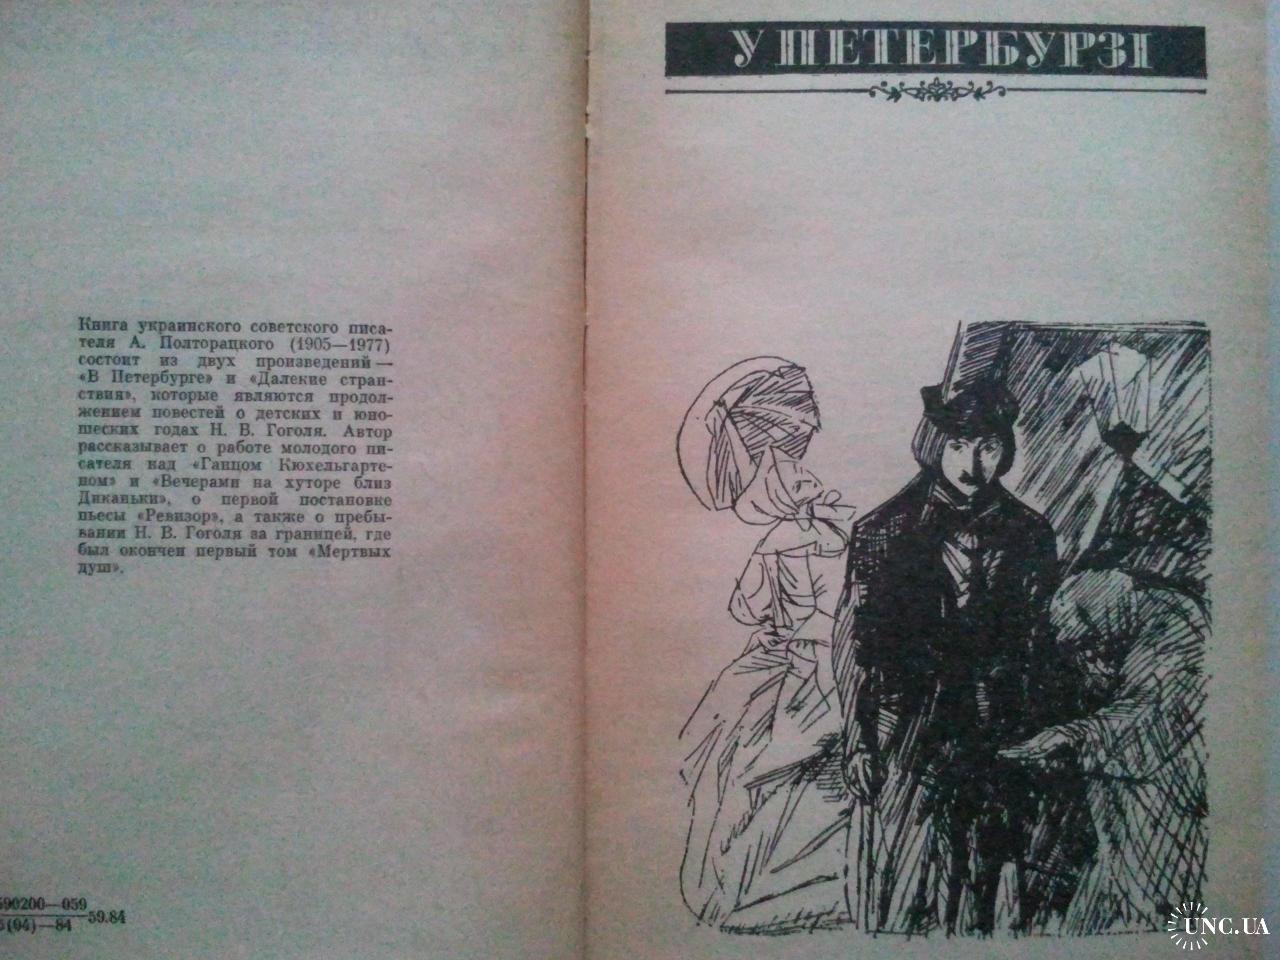 Книга украинского советского писа-
теля А. Полторацкого (1905—1977)
состоит из двух произведений —
«В Петербурге» и «Далекие стран-
ствия», которые являются продол-
жением повестей о детских и юно-
шеских годах Н. В. Гоголя. Автор
рассказывает о работе молодого пи-
сателя над «Ганцом Кюхельгарте-
ном» и «Вечерами на хуторе близ
Диканьки», о первой постановке
пьесы «Ревизор», а также о пребы-
вании Н. В. Гоголя за границей, где
был окончен первый том «Мертвых
душ».
590200—059
(04)—84
59.84
У ПЕТЕРБУРЗІ
UNC.UA